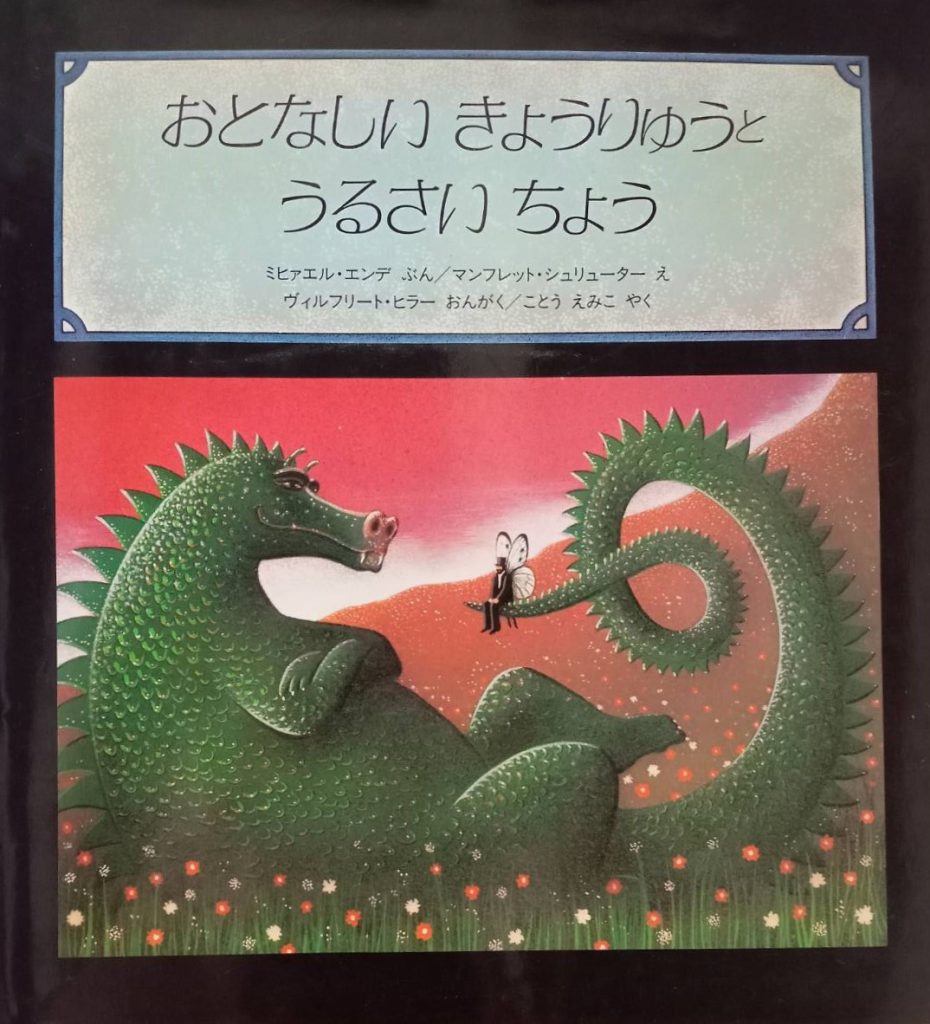 おとなしい きょうりゅうと
うるさい ちょう
ミヒァエル・エンデ ぶん／マンフレット・シュリューター え
ヴィルフリート・ヒラー おんがく／ことう えみこ やく